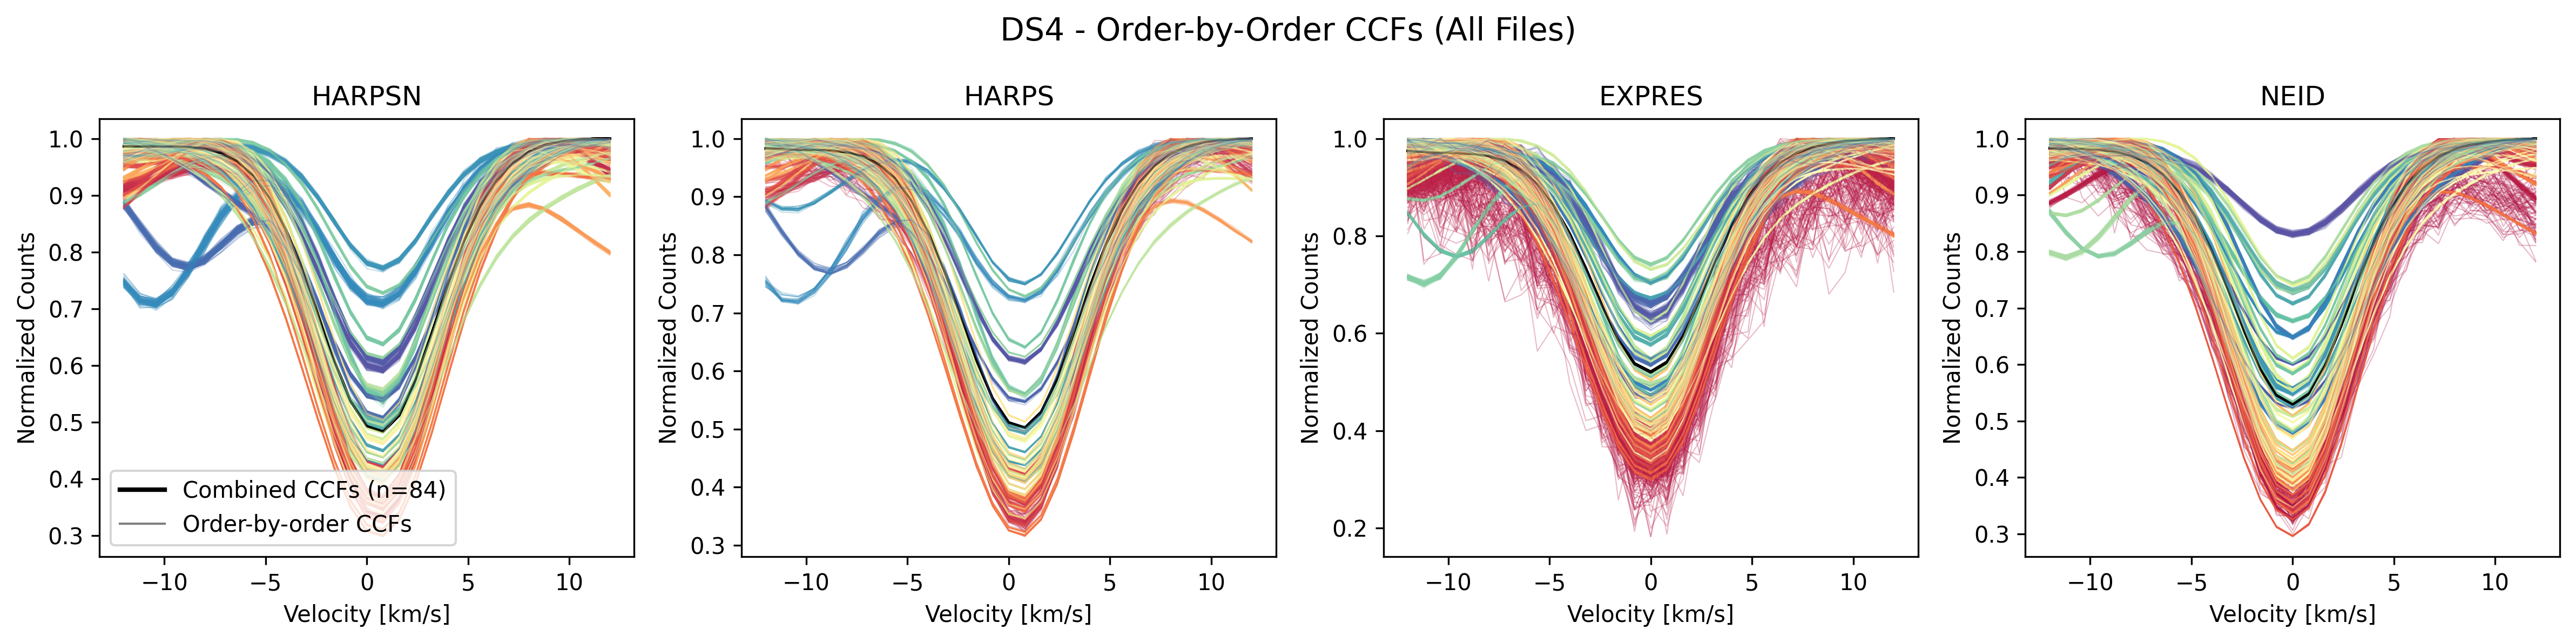 DS4 - Order-by-Order CCFs (All Files)
HARPSN
Normalized Counts
1.0
0.9
0.8
0.7
0.6
0.5
0.4
0.3
Combined CCFs (n=84)
Order-by-order CCFs
−10 −5 0 5 10
Velocity [km/s]
HARPS
Normalized Counts
1.0
0.9
0.8
0.7
0.6
0.5
0.4
0.3
−10 −5 0 5 10
Velocity [km/s]
EXPRES
Normalized Counts
1.0
0.8
0.6
0.4
0.2
−10 −5 0 5 10
Velocity [km/s]
NEID
Normalized Counts
1.0
0.9
0.8
0.7
0.6
0.5
0.4
0.3
−10 −5 0 5 10
Velocity [km/s]